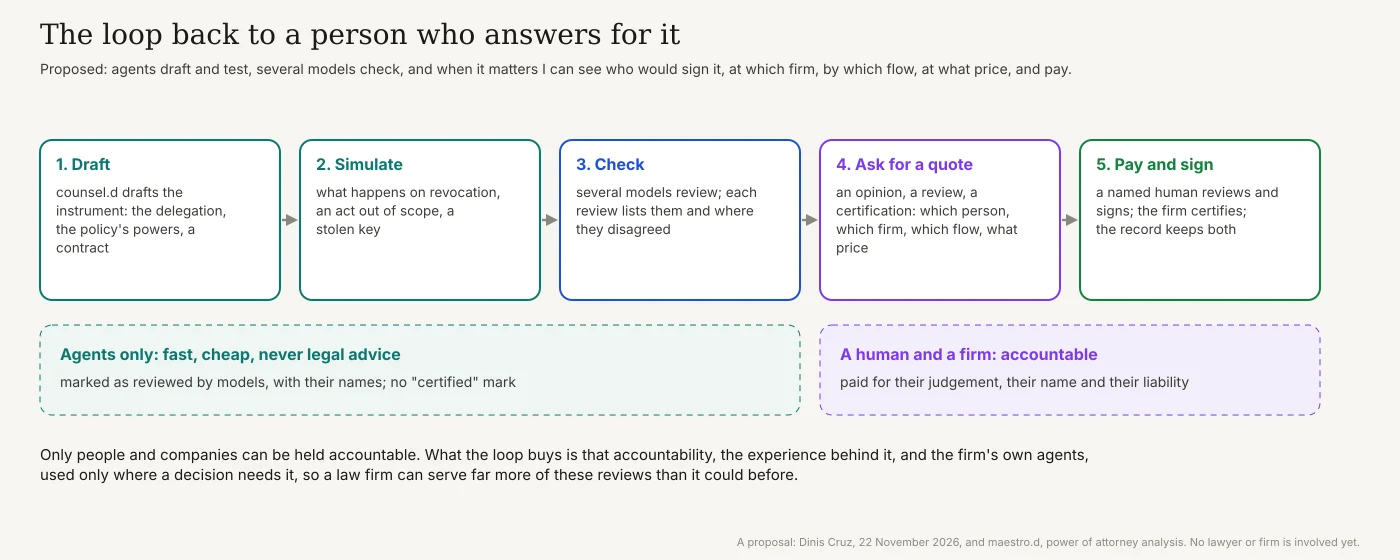 The loop back to a person who answers for it
Proposed: agents draft and test, several models check, and when it matters I can see who would sign it, at which firm, by which flow, at what price, and pay.
1. Draft
counsel.d drafts the
instrument: the delegation,
the policy's powers, a
contract
2. Simulate
what happens on revocation,
an act out of scope, a
stolen key
3. Check
several models review; each
review lists them and where
they disagreed
4. Ask for a quote
an opinion, a review, a
certification: which person,
which firm, which flow, what
price
5. Pay and sign
a named human reviews and
signs; the firm certifies;
the record keeps both
Agents only: fast, cheap, never legal advice
marked as reviewed by models, with their names; no "certified" mark
A human and a firm: accountable
paid for their judgement, their name and their liability
Only people and companies can be held accountable. What the loop buys is that accountability, the experience behind it, and the firm's own agents,
used only where a decision needs it, so a law firm can serve far more of these reviews than it could before.
A proposal: Dinis Cruz, 22 November 2026, and maestro.d, power of attorney analysis. No lawyer or firm is involved yet.